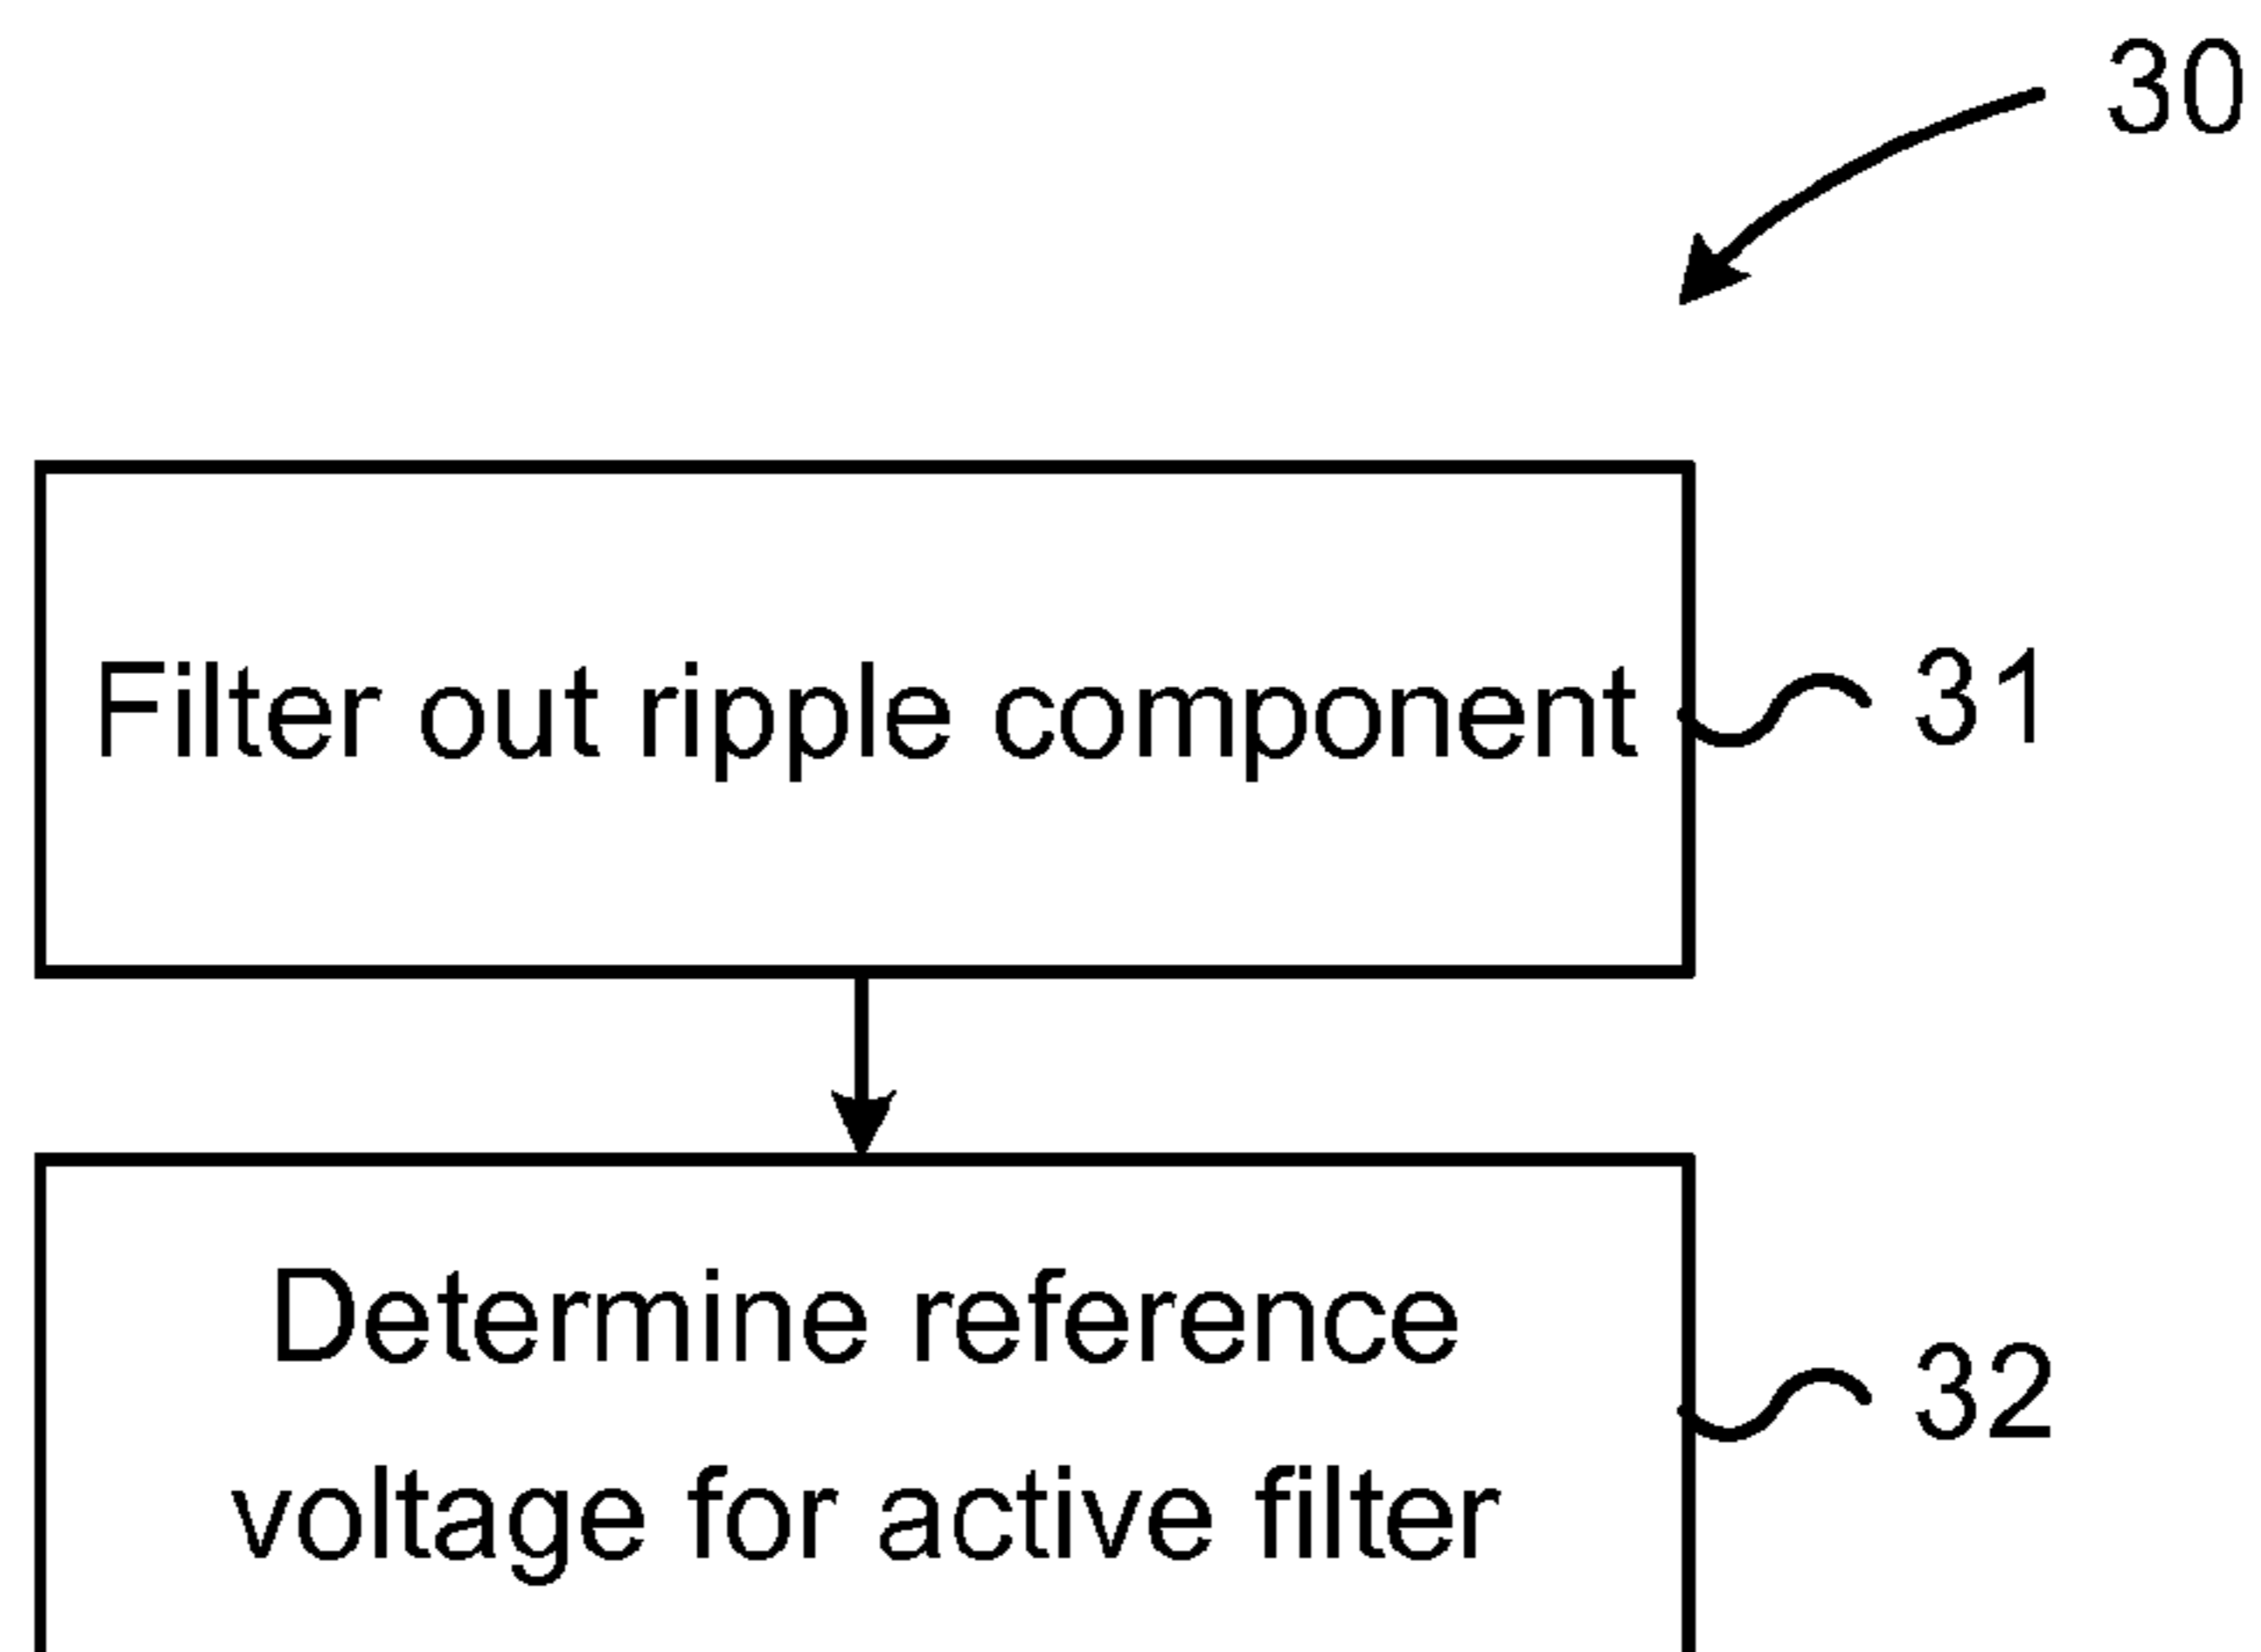 30
Filter out ripple component
31
Determine reference
voltage for active filter
32